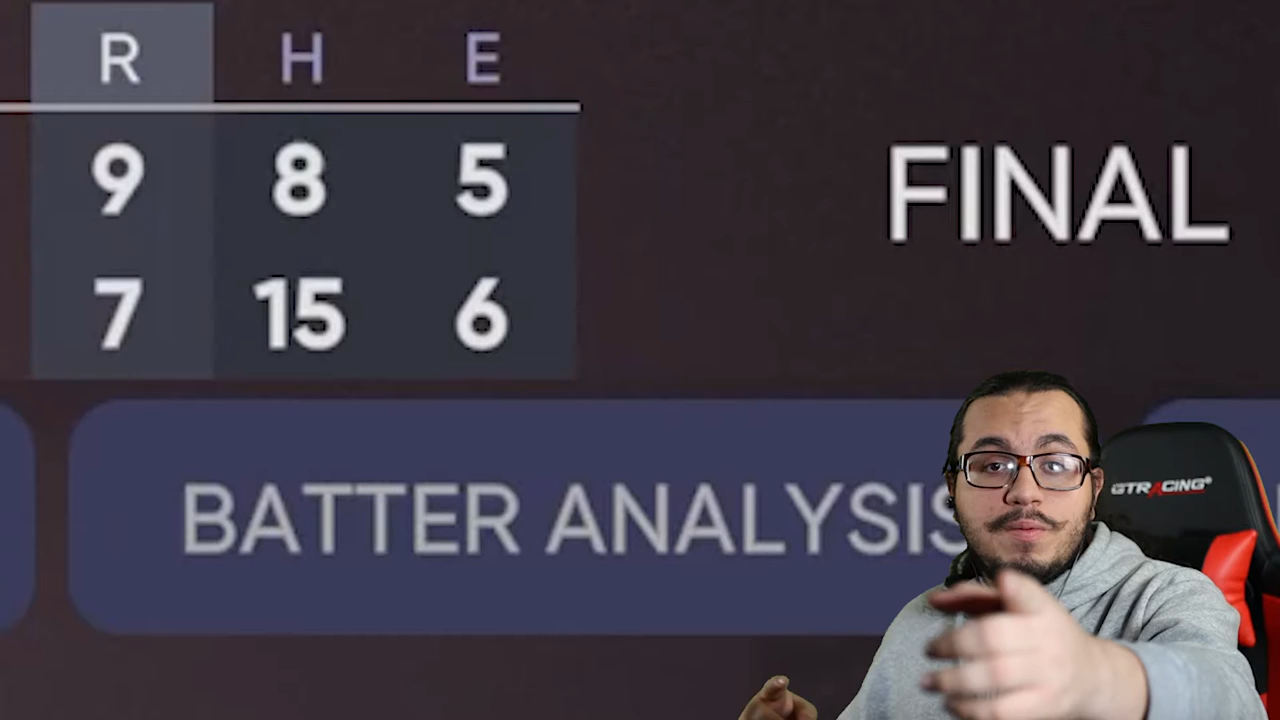 R H E
9 8 5
7 15 6
FINAL
BATTER ANALYSIS
GTRACING